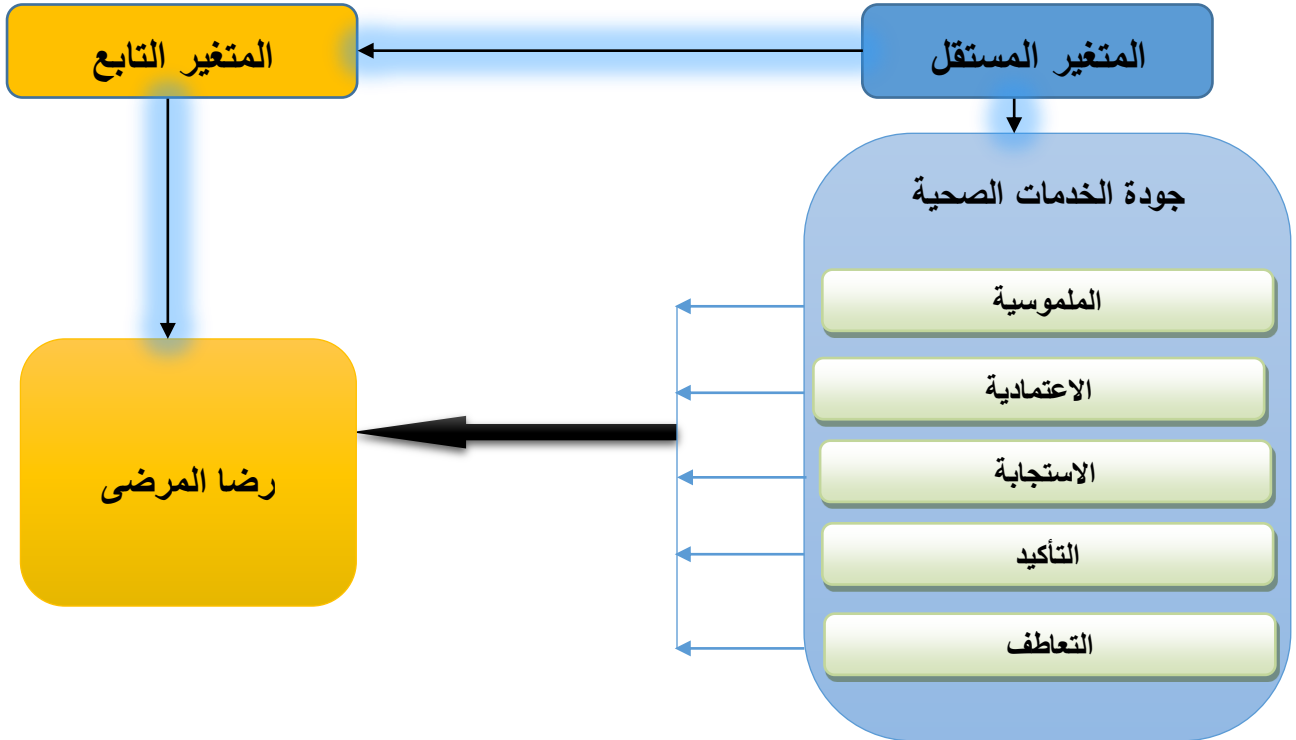 المتغير المستقل
المتغير التابع
جودة الخدمات الصحية
الملموسية
الاعتمادية
الاستجابة
التأكيد
التعاطف
رضا المرضى